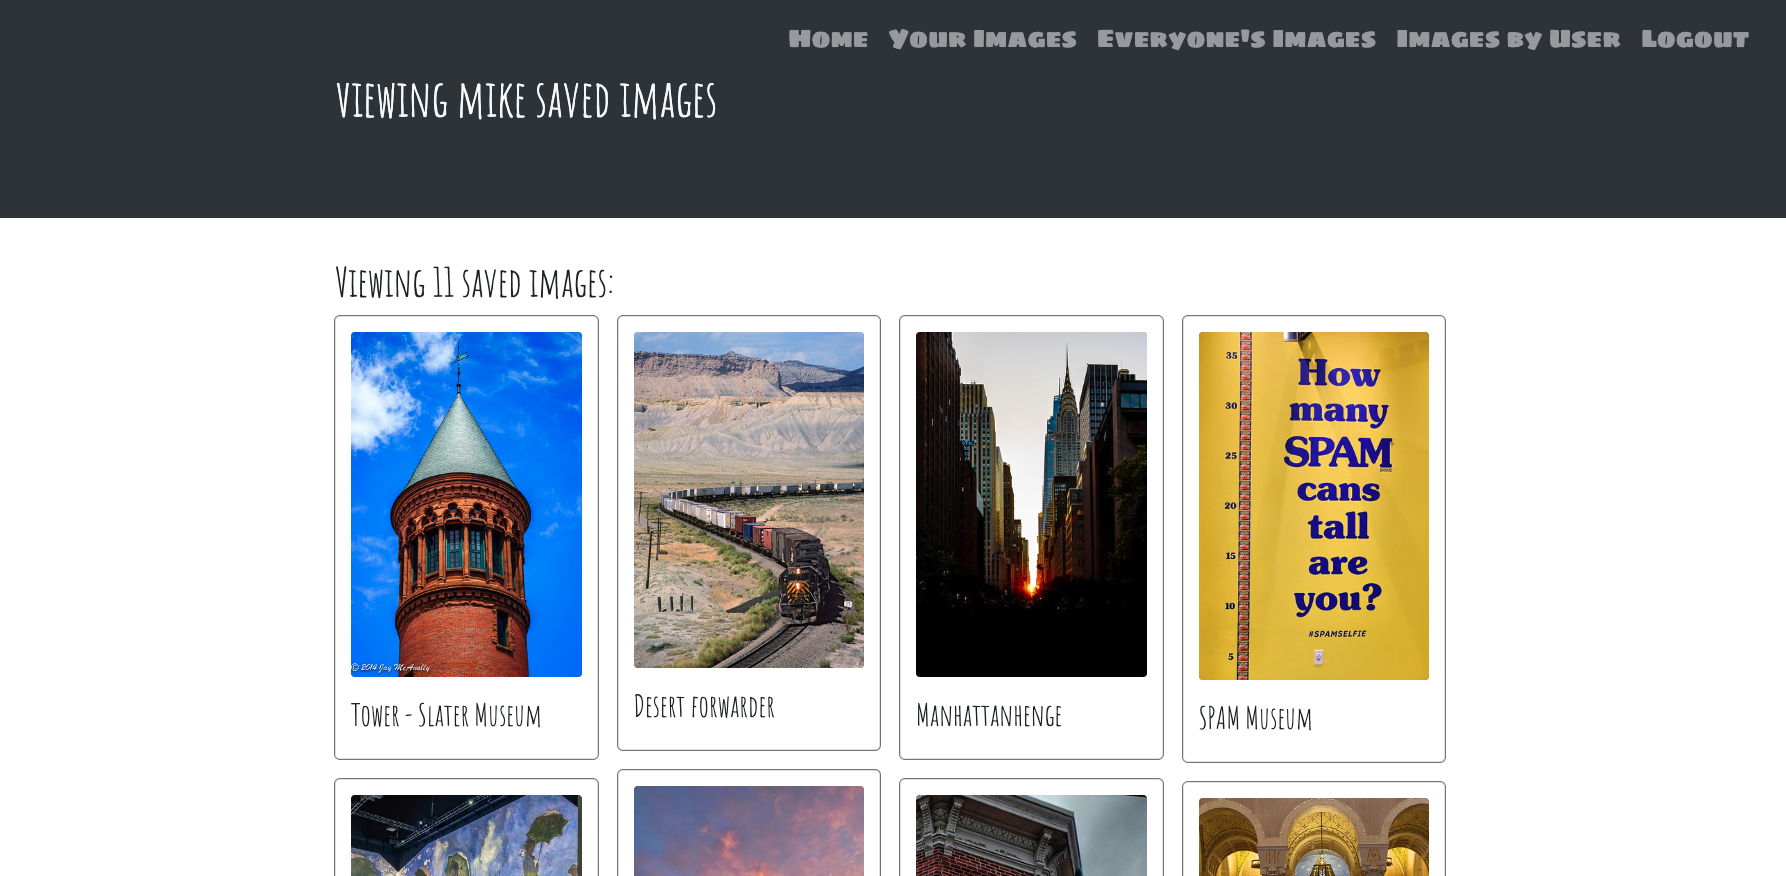 Home Your Images Everyone's Images Images by User Logout
viewing mike saved images
Viewing 11 saved images:
© 2014 Jay McAnally
Tower - Slater Museum
Desert forwarder
Manhattanhenge
35
30
25
20
15
10
5
How
many
SPAM
cans
tall
are
you?
#SPAMSELFIE
SPAM Museum